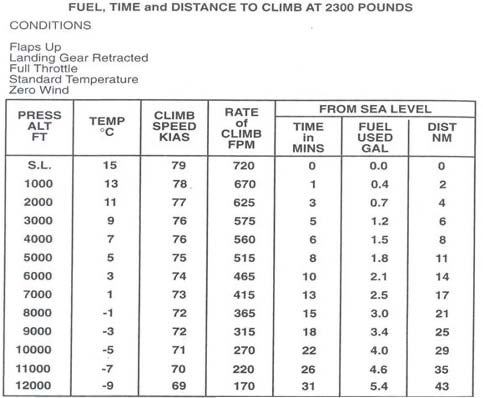 FUEL, TIME and DISTANCE TO CLIMB AT 2300 POUNDS
CONDITIONS
Flaps Up
Landing Gear Retracted
Full Throttle
Standard Temperature
Zero Wind
PRESS ALT FT TEMP °C CLIMB SPEED KIAS RATE of CLIMB FPM FROM SEA LEVEL
TIME in MINS FUEL USED GAL DIST NM
S.L. 15 79 720 0 0.0 0
1000 13 78 670 1 0.4 2
2000 11 77 625 3 0.7 4
3000 9 76 575 5 1.2 6
4000 7 76 560 6 1.5 8
5000 5 75 515 8 1.8 11
6000 3 74 465 10 2.1 14
7000 1 73 415 13 2.5 17
8000 -1 72 365 15 3.0 21
9000 -3 72 315 18 3.4 25
10000 -5 71 270 22 4.0 29
11000 -7 70 220 26 4.6 35
12000 -9 69 170 31 5.4 43